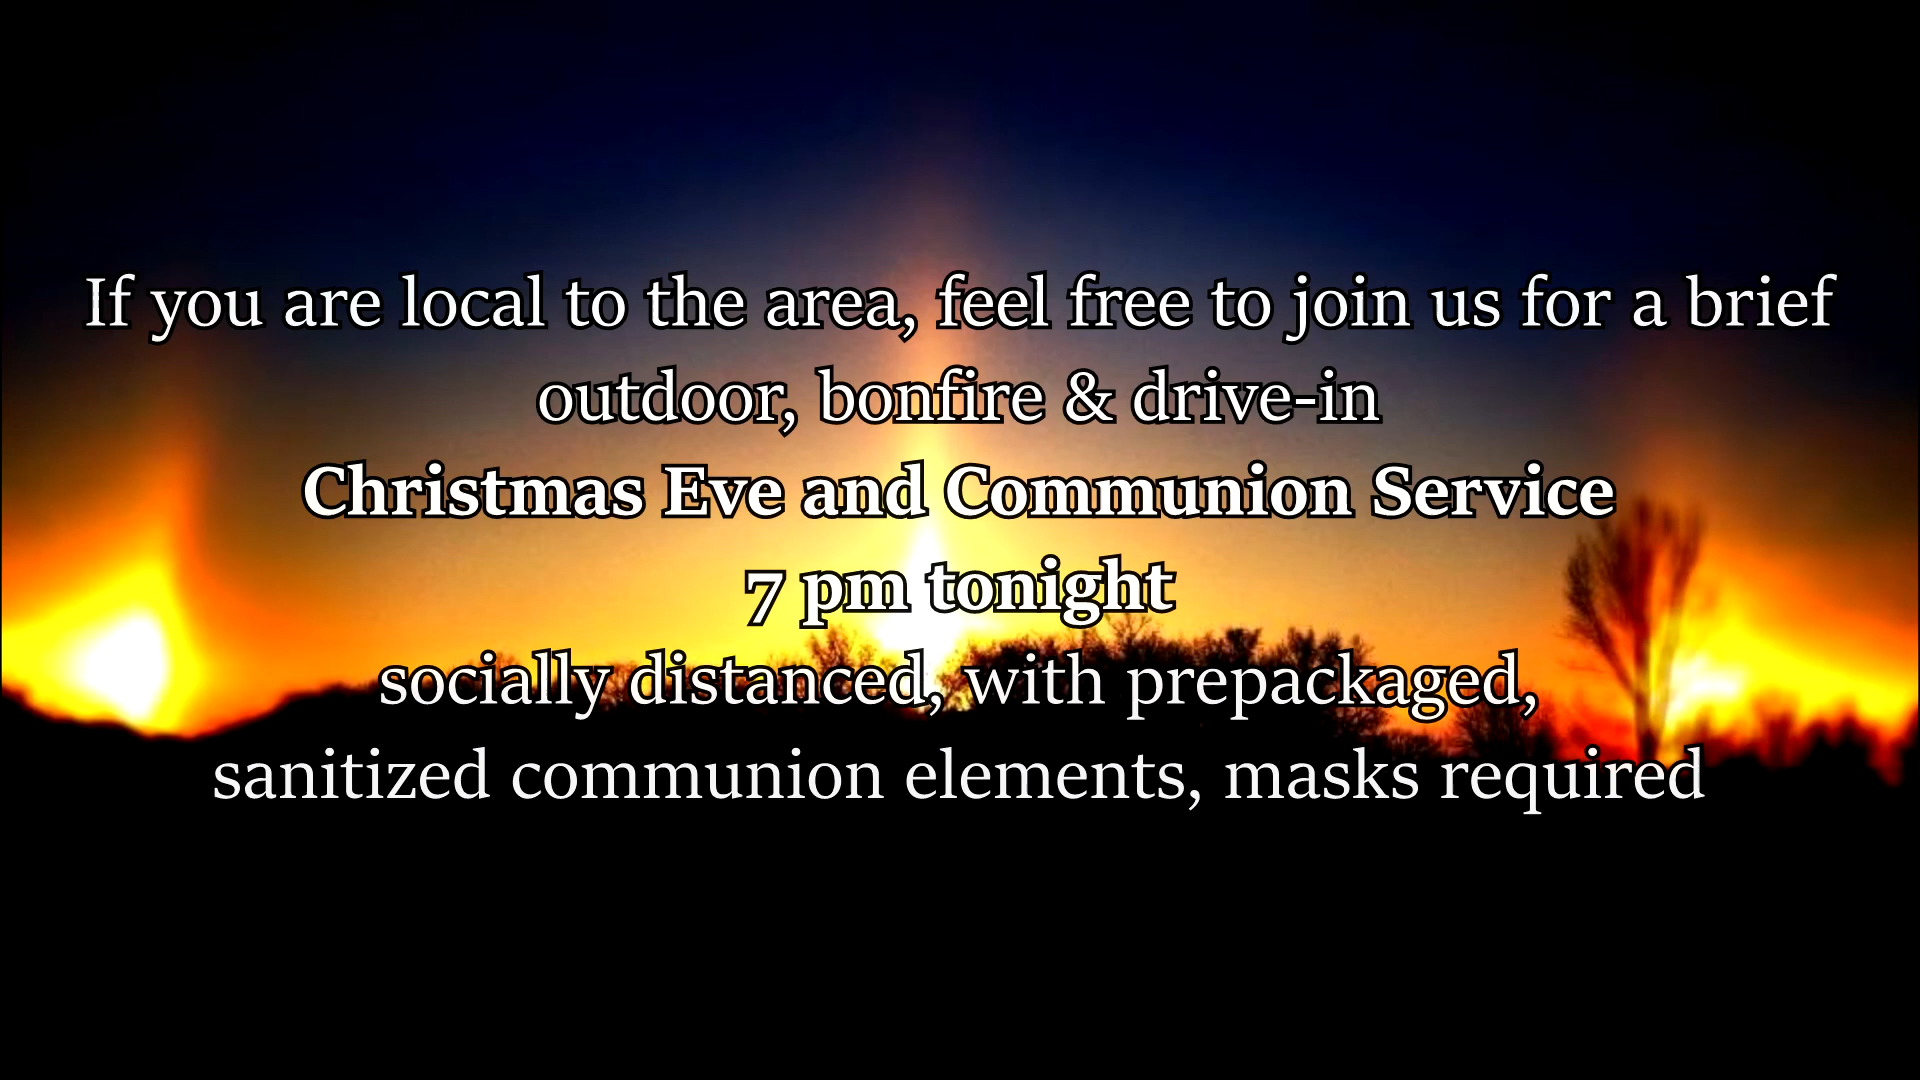 If you are local to the area, feel free to join us for a brief
outdoor, bonfire & drive-in
Christmas Eve and Communion Service
7 pm tonight
socially distanced, with prepackaged,
sanitized communion elements, masks required